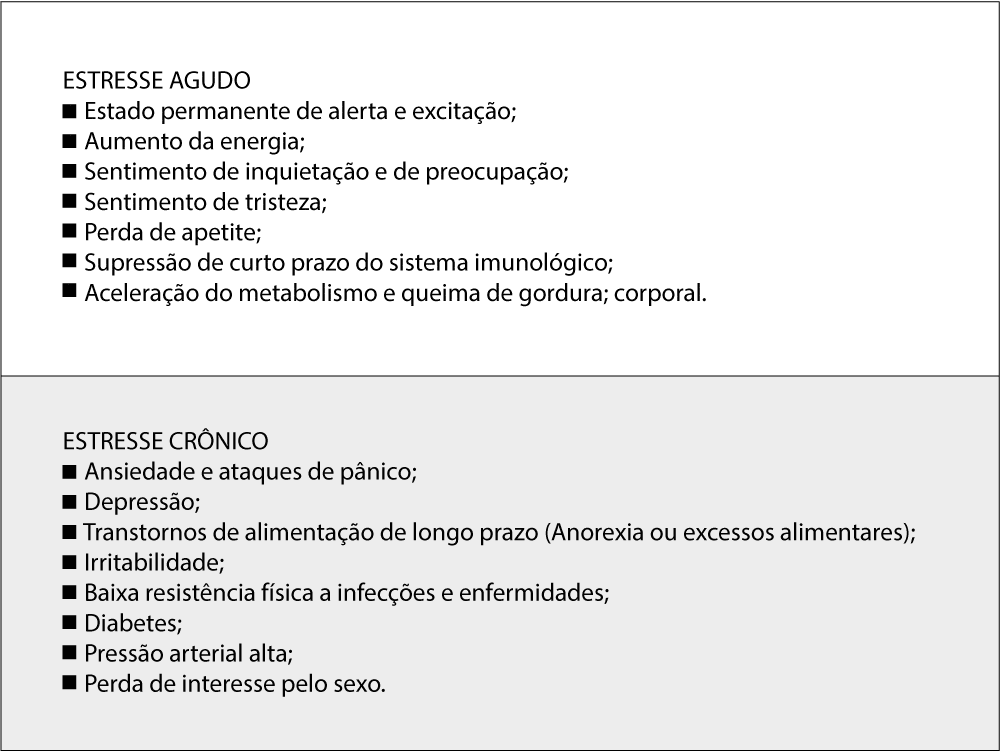 ESTRESSE AGUDO
■ Estado permanente de alerta e excitação;
■ Aumento da energia;
■ Sentimento de inquietação e de preocupação;
■ Sentimento de tristeza;
■ Perda de apetite;
■ Supressão de curto prazo do sistema imunológico;
■ Aceleração do metabolismo e queima de gordura; corporal.
ESTRESSE CRÔNICO
■ Ansiedade e ataques de pânico;
■ Depressão;
■ Transtornos de alimentação de longo prazo (Anorexia ou excessos alimentares);
■ Irritabilidade;
■ Baixa resistência física a infecções e enfermidades;
■ Diabetes;
■ Pressão arterial alta;
■ Perda de interesse pelo sexo.